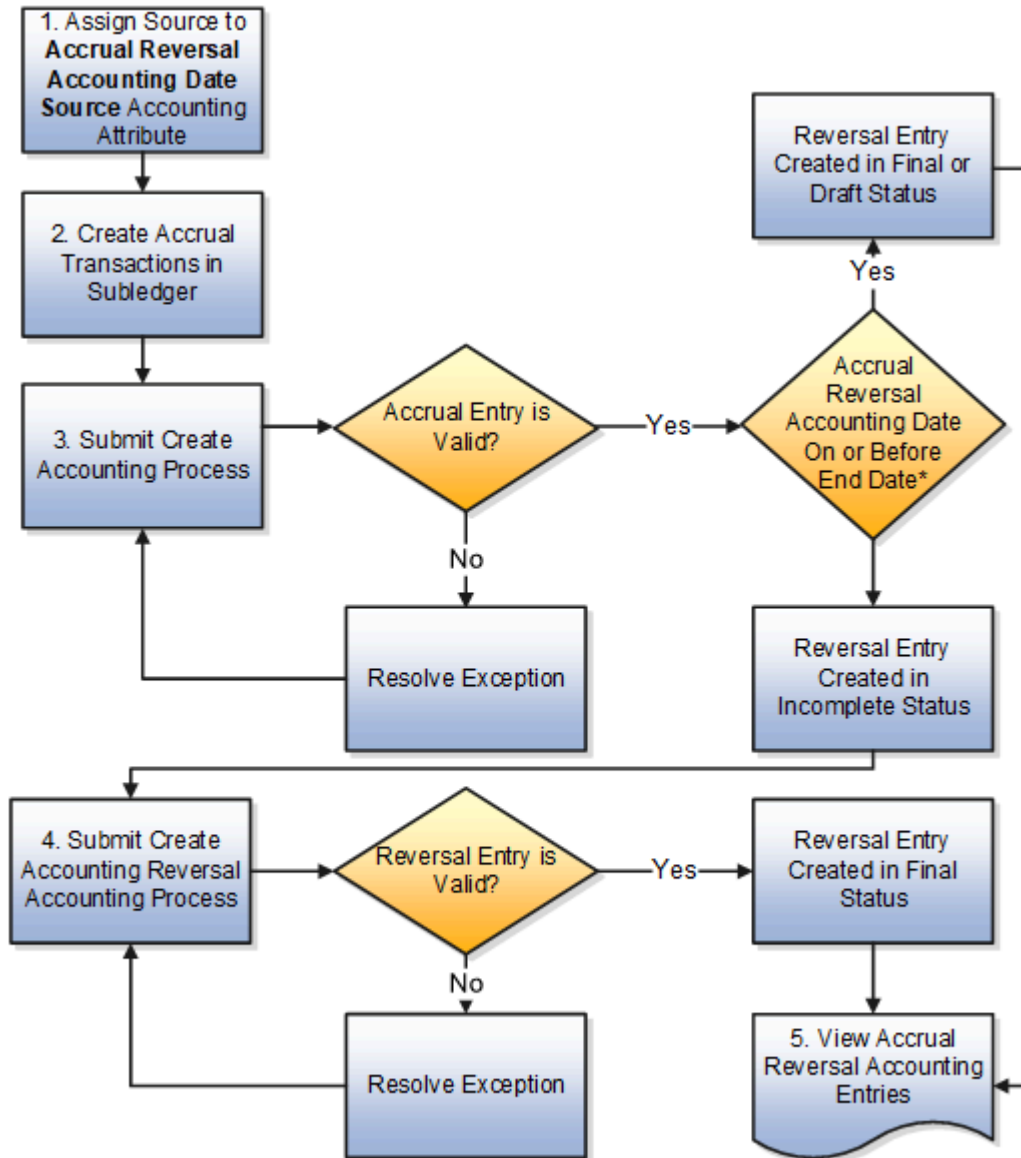 1. Assign Source to
Accrual Reversal
Accounting Date
Source Accounting
Attribute
2. Create Accrual
Transactions in
Subledger
3. Submit Create
Accounting Process
Accrual Entry is
Valid?
Yes
No
Resolve Exception
Accrual
Reversal
Accounting Date
On or Before
End Date*
Yes
Reversal Entry
Created in Final or
Draft Status
Reversal Entry
Created in
Incomplete Status
4. Submit Create
Accounting Reversal
Accounting Process
Reversal Entry is
Valid?
Yes
No
Resolve Exception
Reversal Entry
Created in Final
Status
5. View Accrual
Reversal Accounting
Entries